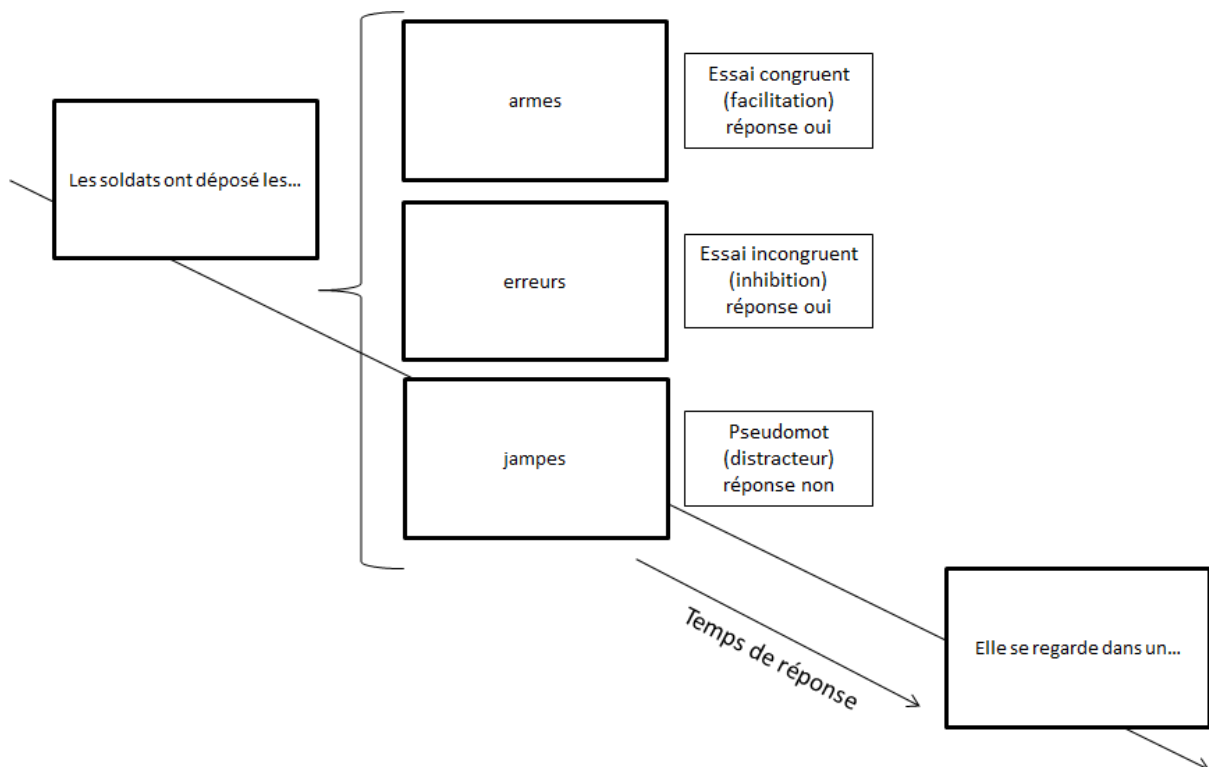 Les soldats ont déposé les...
armes
Essai congruent
(facilitation)
réponse oui
erreurs
Essai incongruent
(inhibition)
réponse oui
jampes
Pseudomot
(distracteur)
réponse non
Temps de réponse
Elle se regarde dans un...